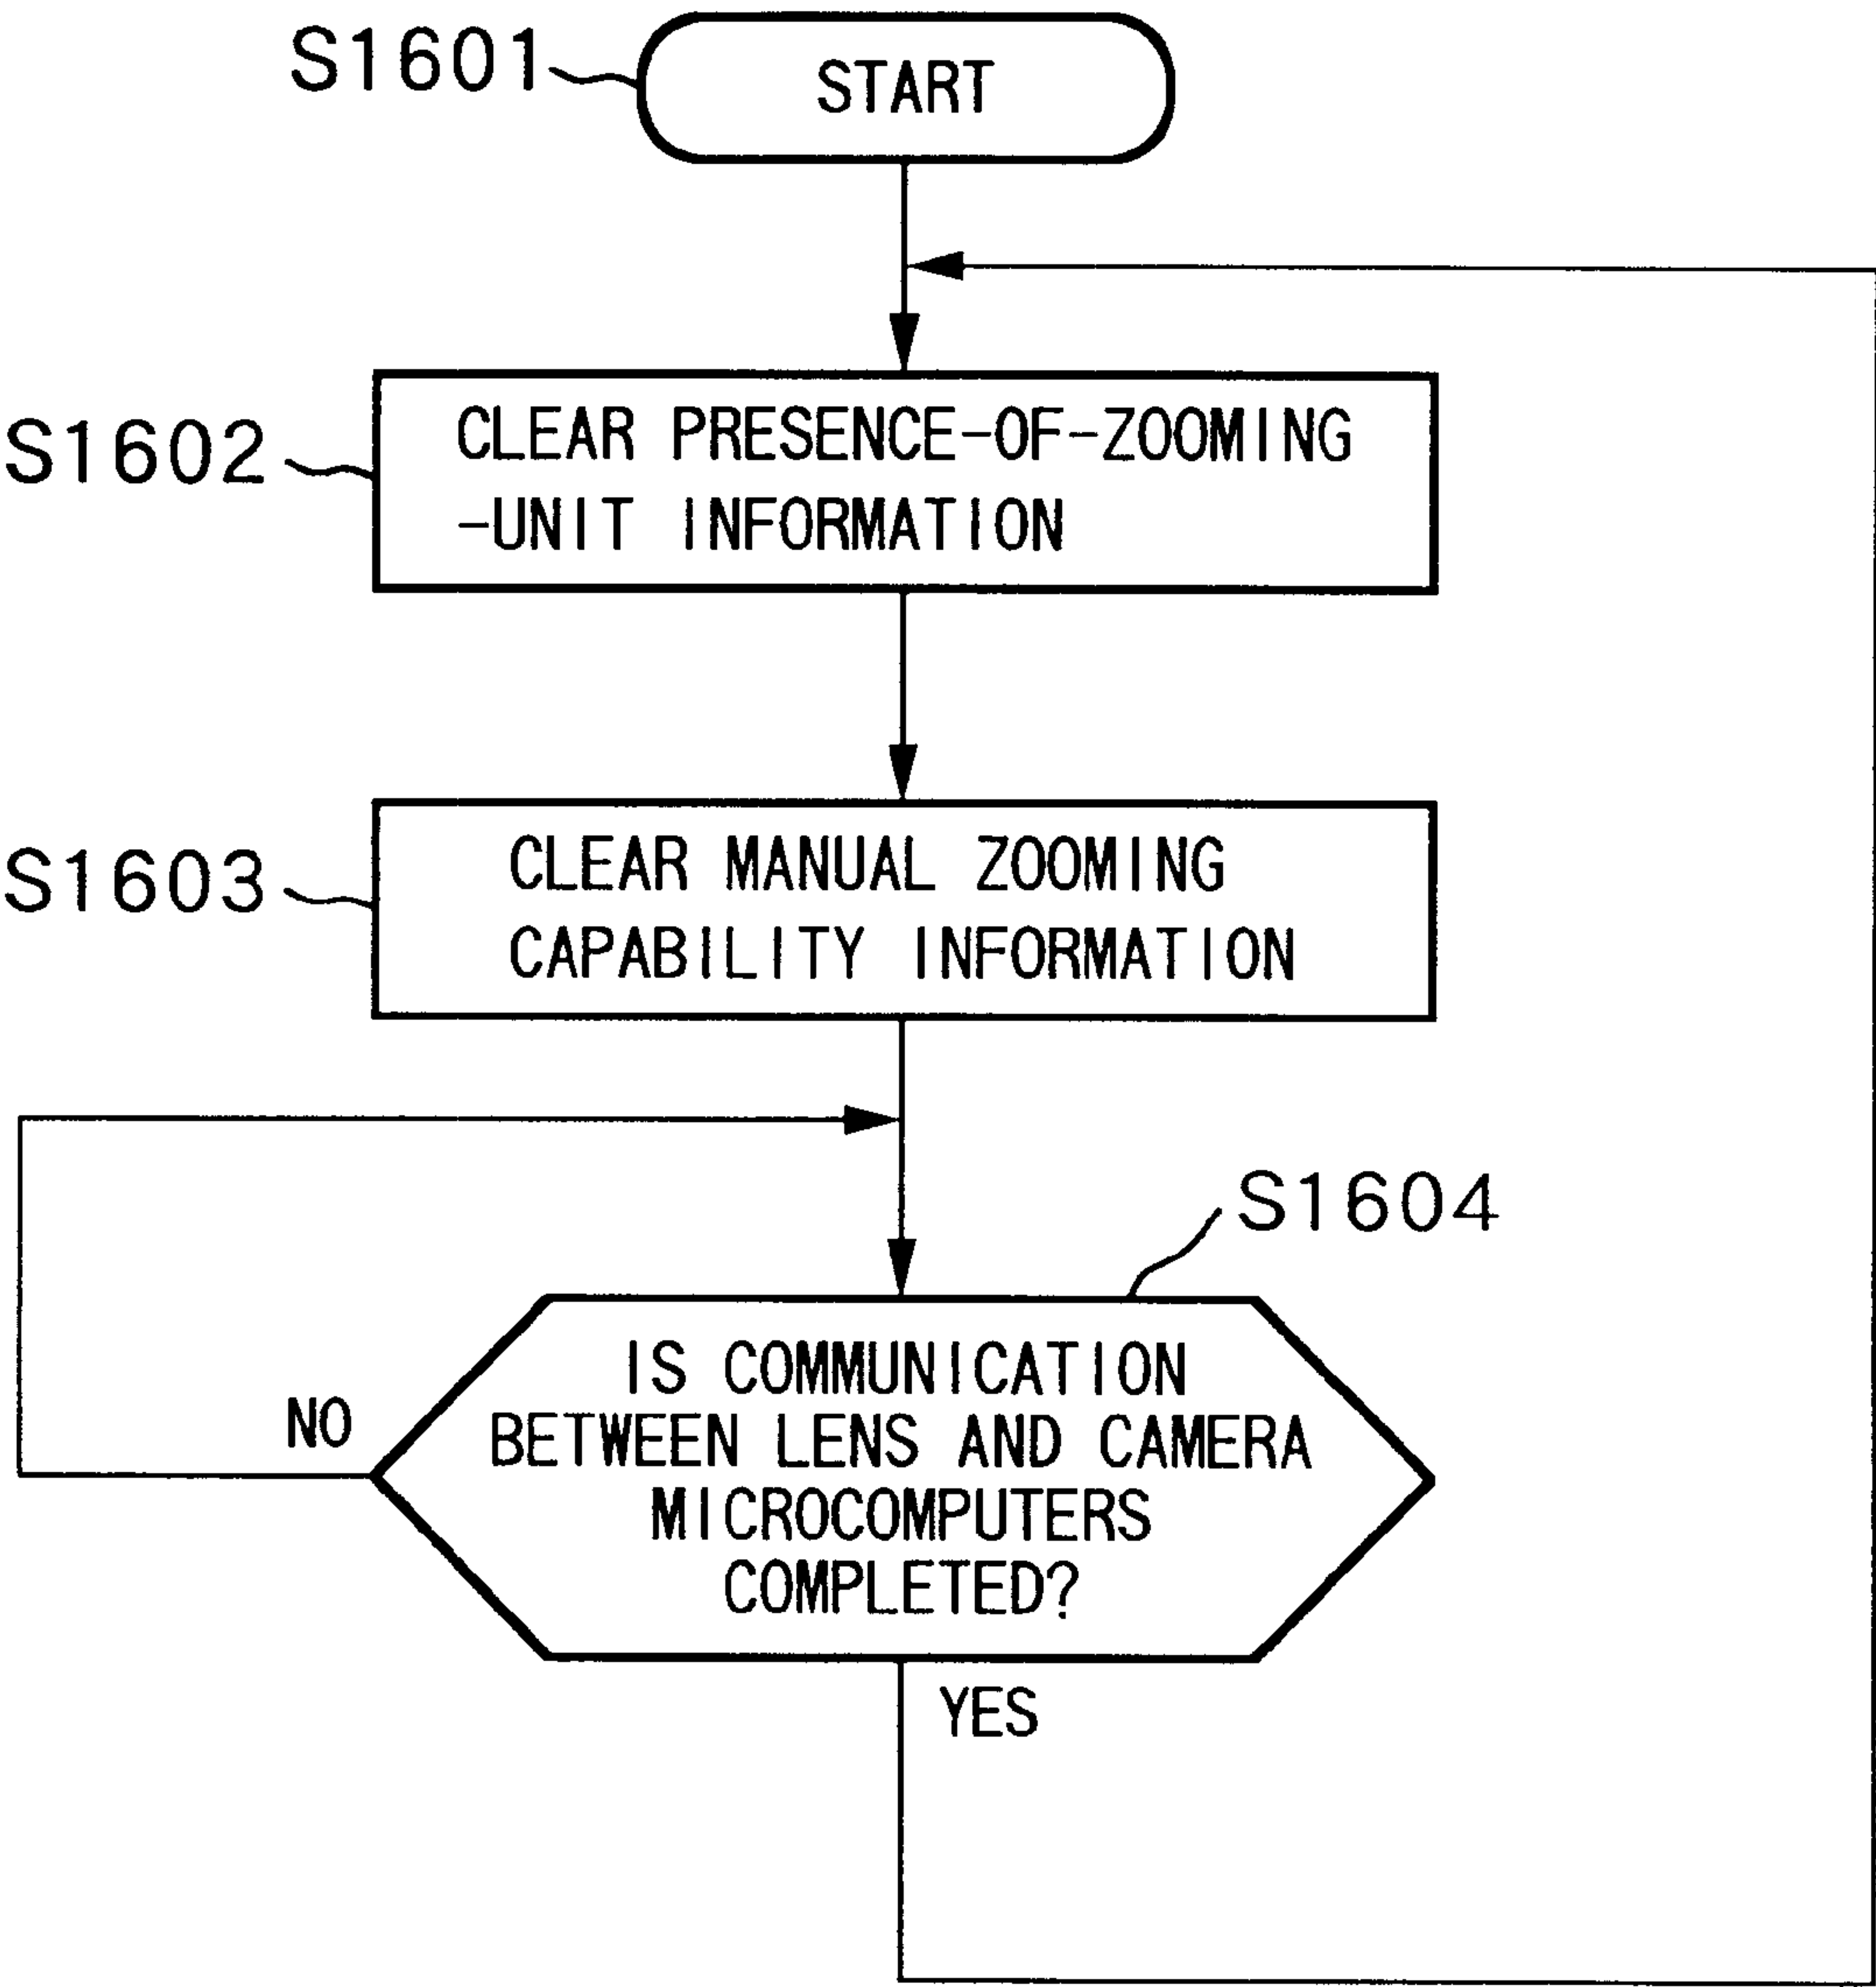 S1601
START
S1602
CLEAR PRESENCE-OF-ZOOMING
-UNIT INFORMATION
S1603
CLEAR MANUAL ZOOMING
CAPABILITY INFORMATION
S1604
IS COMMUNICATION
BETWEEN LENS AND CAMERA
MICROCOMPUTERS
COMPLETED?
NO
YES